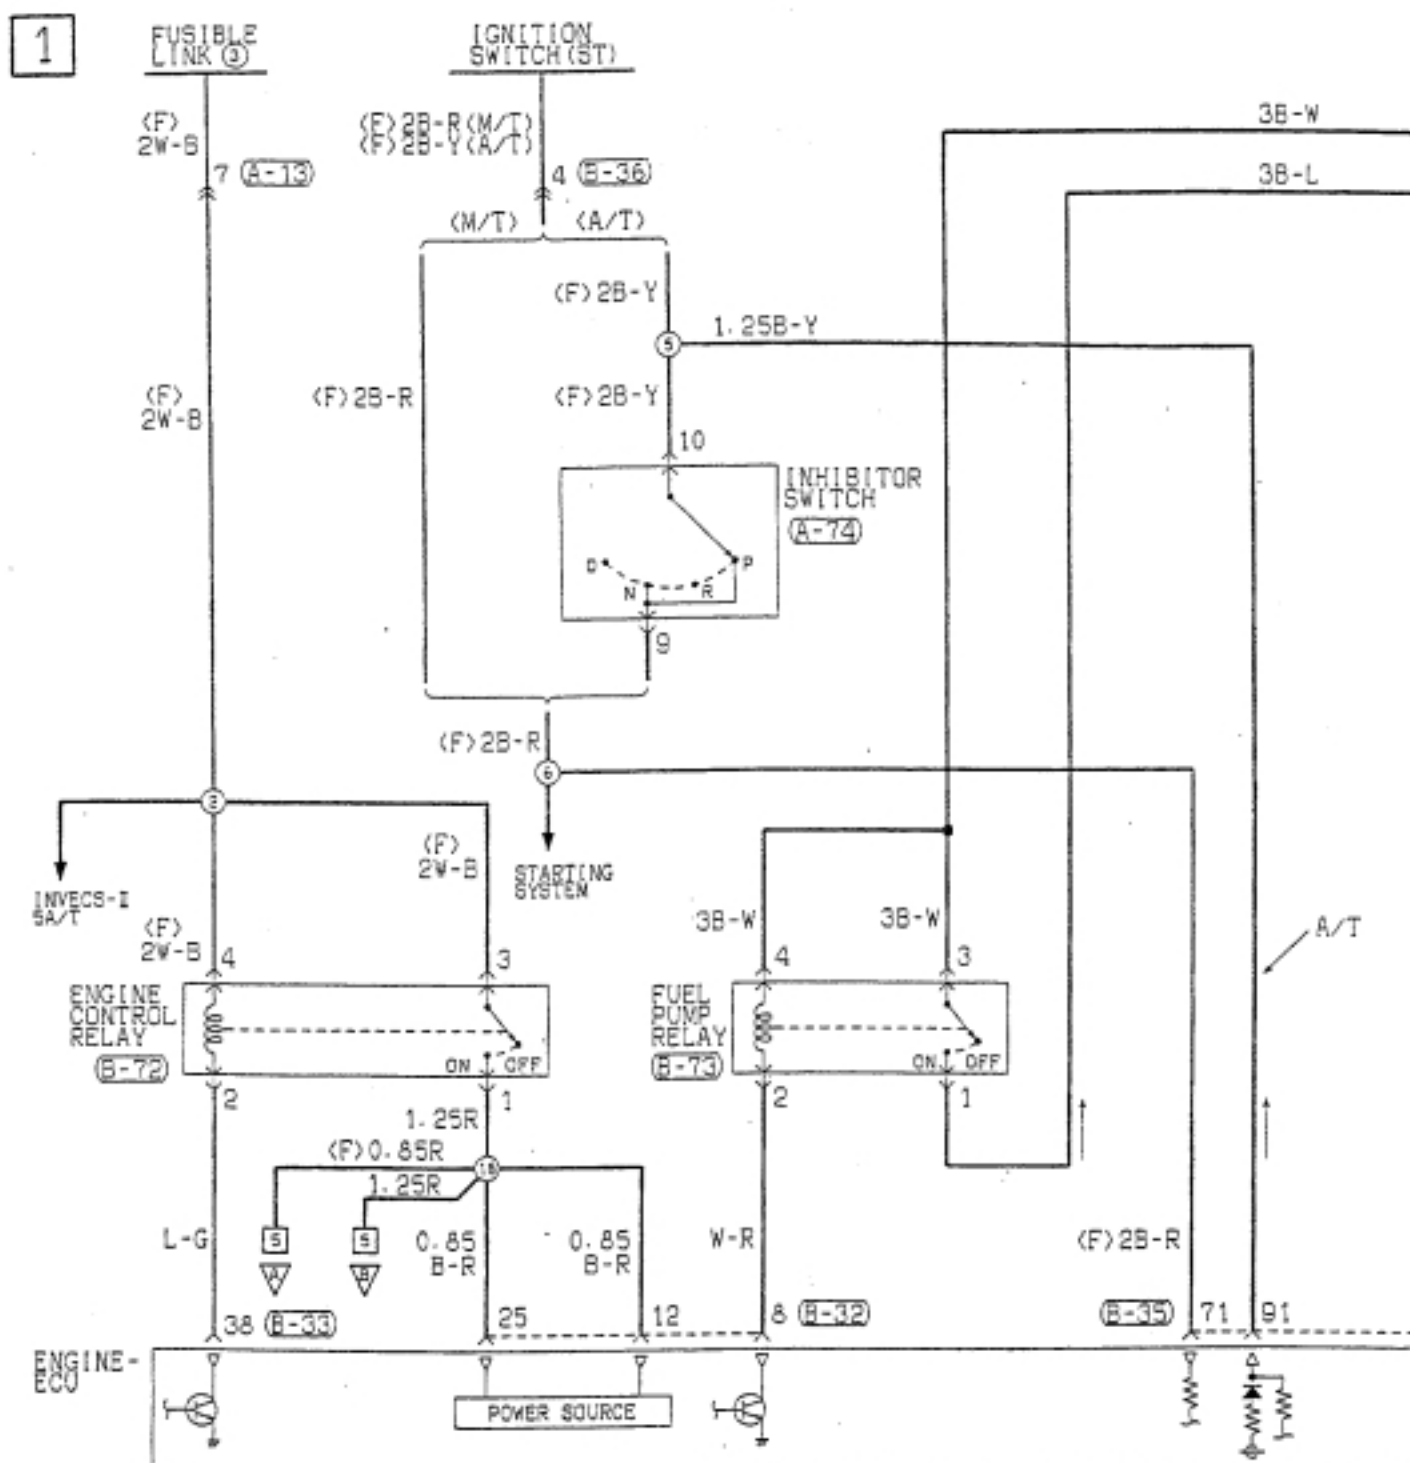 1
FUSIBLE
LINK ③
IGNITION
SWITCH(ST)
(F)
2W-B
(F)2B-R(M/T)
(F)2B-Y(A/T)
3B-W
7 A-13
4 B-36
3B-L
(M/T)
(A/T)
(F)2B-Y
1.25B-Y
5
(F)
2W-B
(F)2B-R
(F)2B-Y
10
INHIBITOR
SWITCH
A-74
D
P
N
R
9
(F)2B-R
6
2
(F)
2W-B
STARTING
SYSTEM
INVECS-II
5A/T
(F)
2W-B
3B-W
3B-W
A/T
4
3
4
3
ENGINE
CONTROL
RELAY
B-72
ON
OFF
FUEL
PUMP
RELAY
B-73
ON
OFF
2
1
2
1
1.25R
(F)0.85R
1.25R
L-G
5
5
A
B
0.85
B-R
0.85
B-R
W-R
(F)2B-R
38 B-33
25
12
8 B-32
B-35 71
91
ENGINE-
ECU
POWER SOURCE